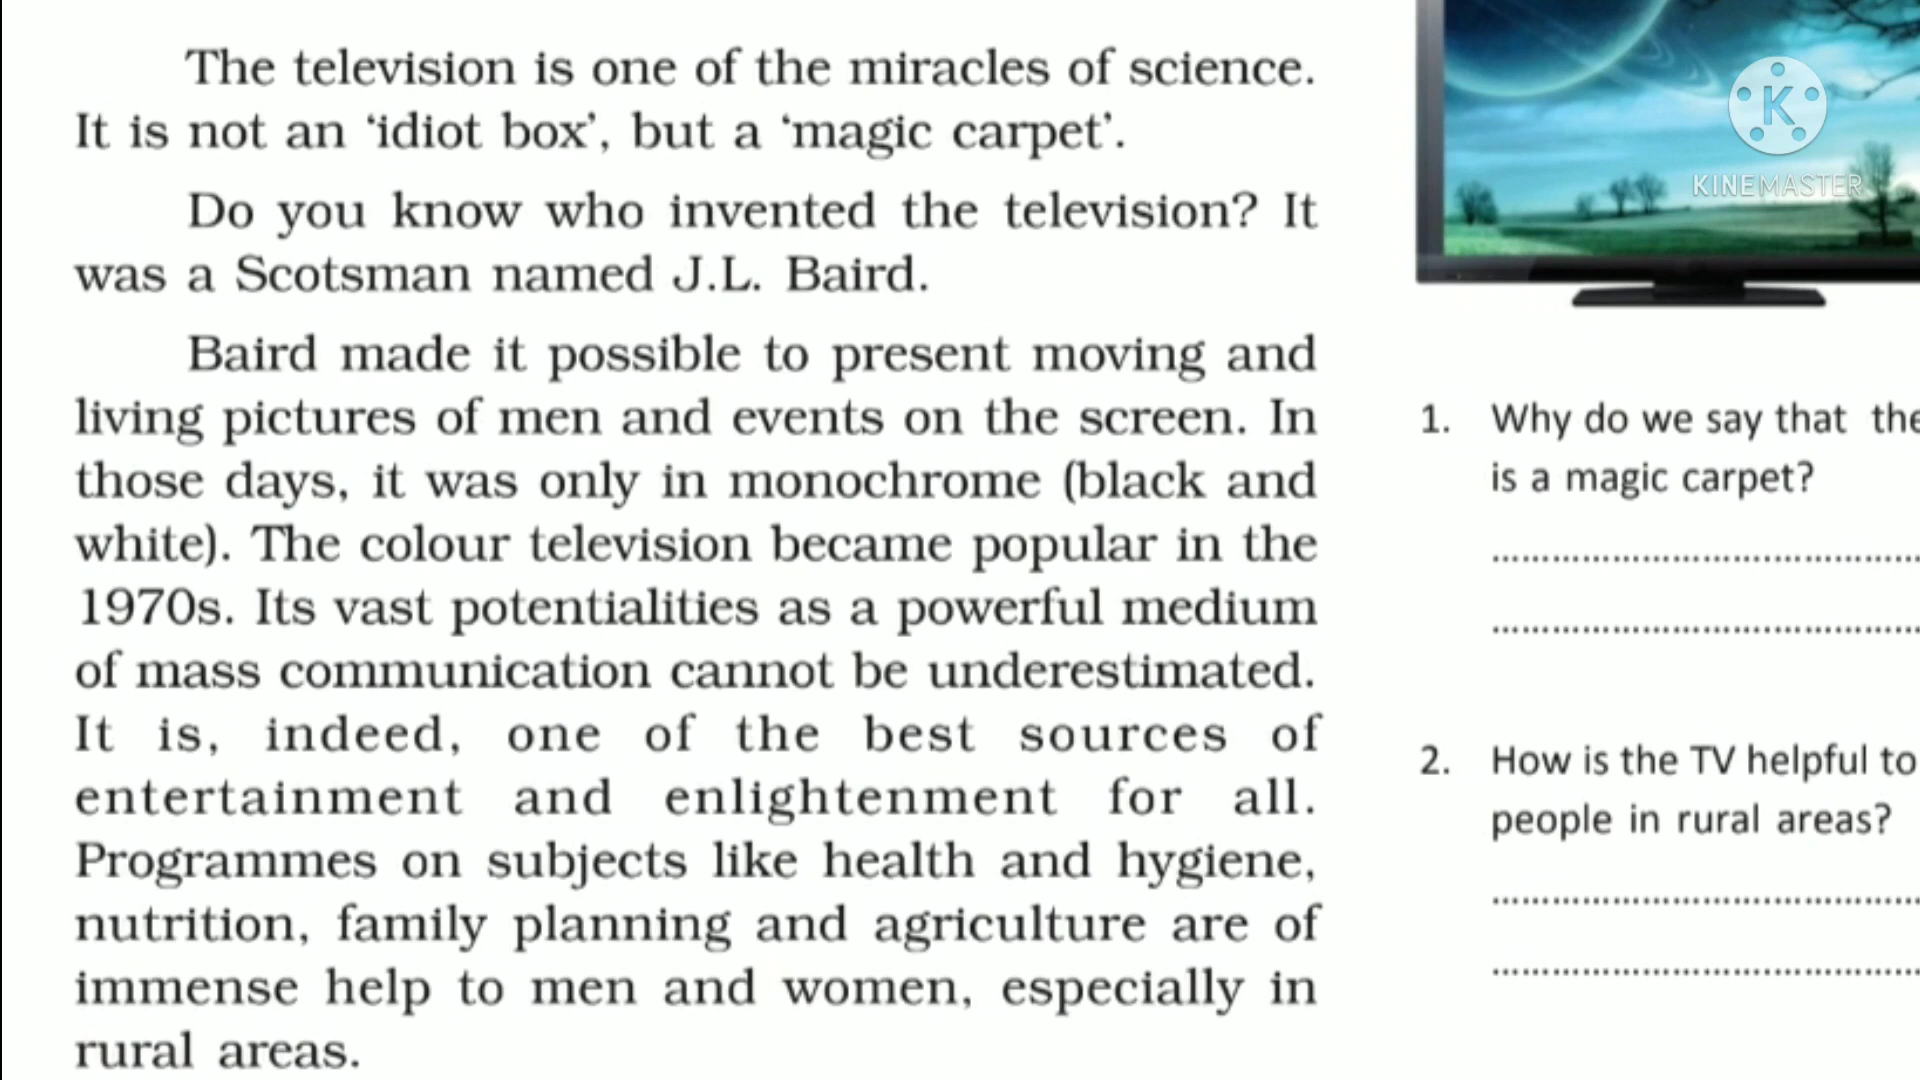 The television is one of the miracles of science.
It is not an ‘idiot box’, but a ‘magic carpet’.
Do you know who invented the television? It
was a Scotsman named J.L. Baird.
Baird made it possible to present moving and
living pictures of men and events on the screen. In
those days, it was only in monochrome (black and
white). The colour television became popular in the
1970s. Its vast potentialities as a powerful medium
of mass communication cannot be underestimated.
It is, indeed, one of the best sources of
entertainment and enlightenment for all.
Programmes on subjects like health and hygiene,
nutrition, family planning and agriculture are of
immense help to men and women, especially in
rural areas.
K
KINEMASTER
1. Why do we say that the
is a magic carpet?
2. How is the TV helpful to
people in rural areas?